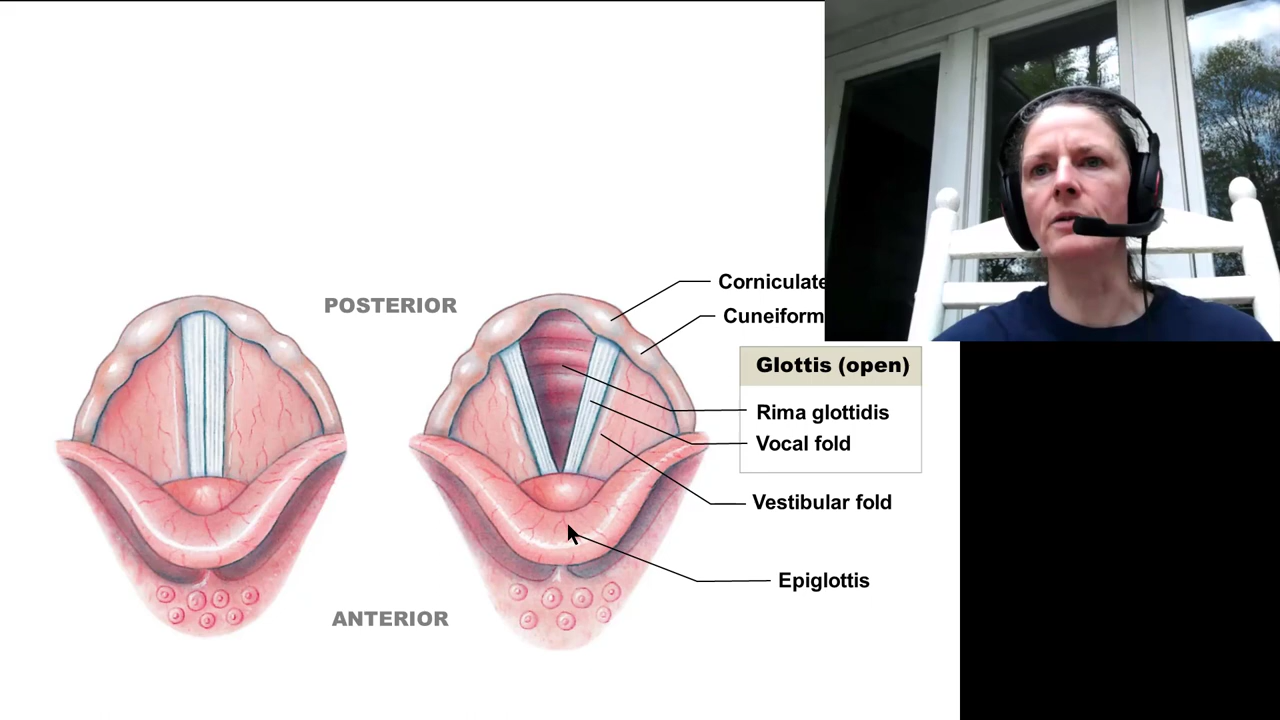 POSTERIOR
Corniculate
Cuneiform
Glottis (open)
Rima glottidis
Vocal fold
Vestibular fold
Epiglottis
ANTERIOR